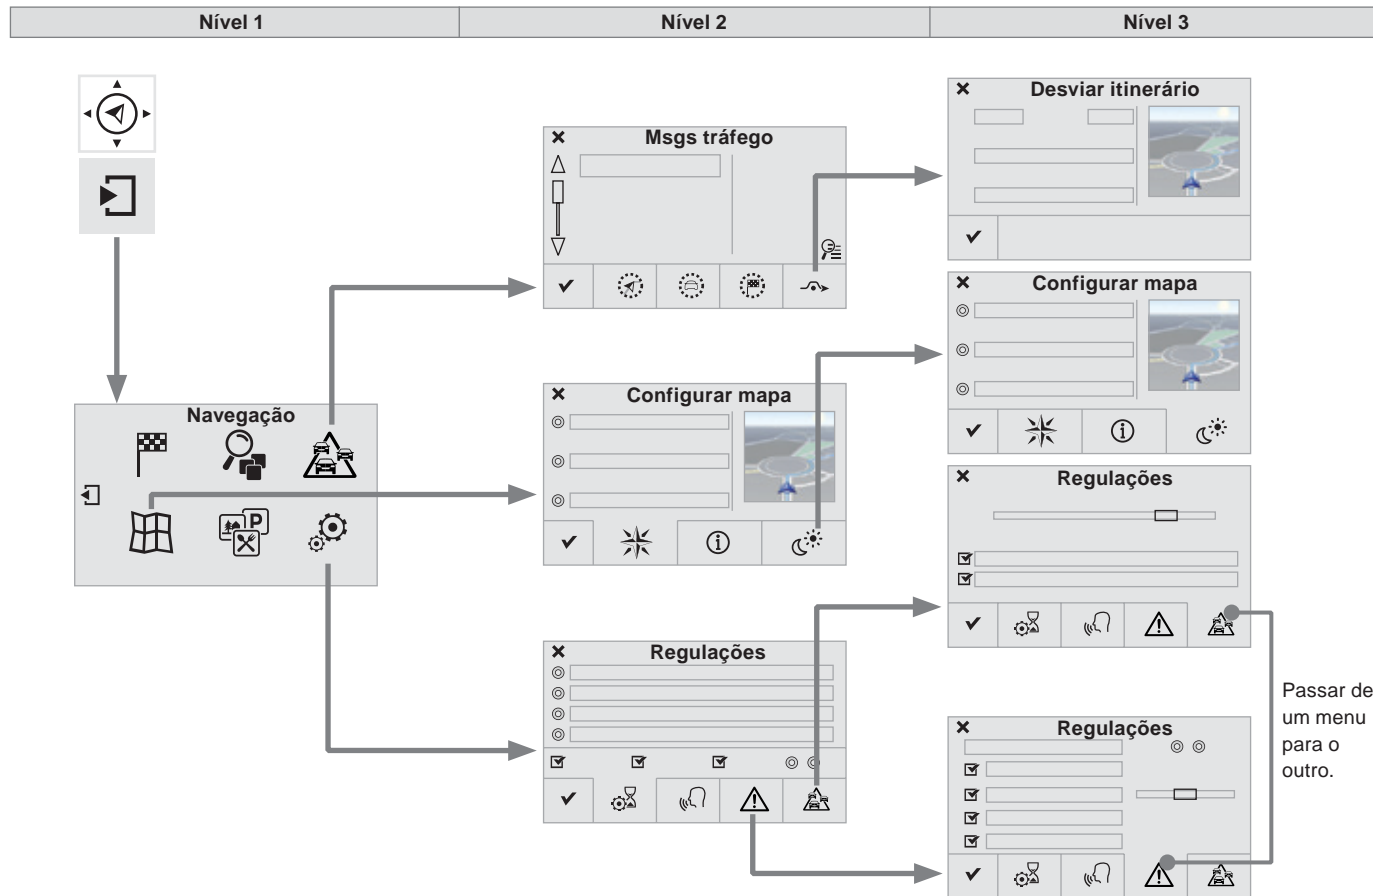 Nível 1
Nível 2
Nível 3
Navegação
Msgs tráfego
Configurar mapa
Regulações
Desviar itinerário
Configurar mapa
Regulações
Regulações
Passar de
um menu
para o
outro.